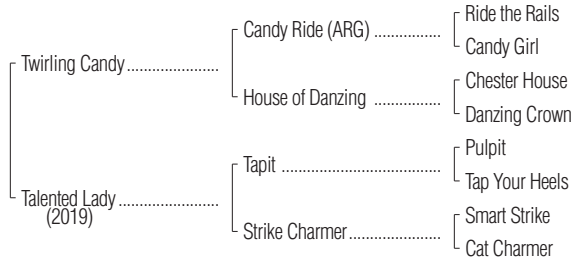 Ride the Rails
Candy Ride (ARG) ................
Candy Girl
Twirling Candy ......................
Chester House
House of Danzing ................
Danzing Crown
Pulpit
Tapit ......................................
Tap Your Heels
Talented Lady ........................
(2019)
Smart Strike
Strike Charmer ......................
Cat Charmer